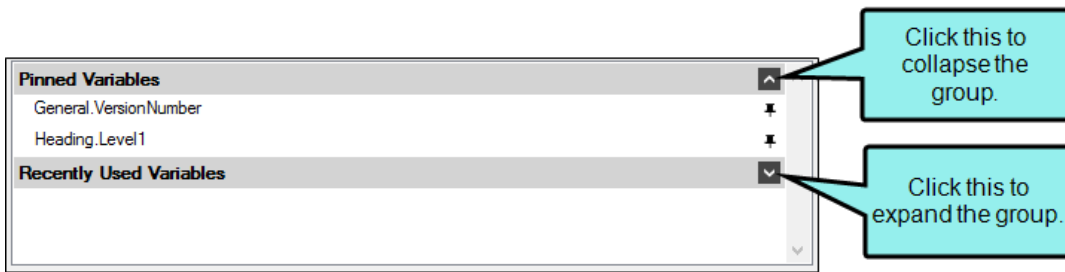 Pinned Variables
General.VersionNumber
Heading.Level1
Recently Used Variables
Click this to
collapse the
group.
Click this to
expand the group.